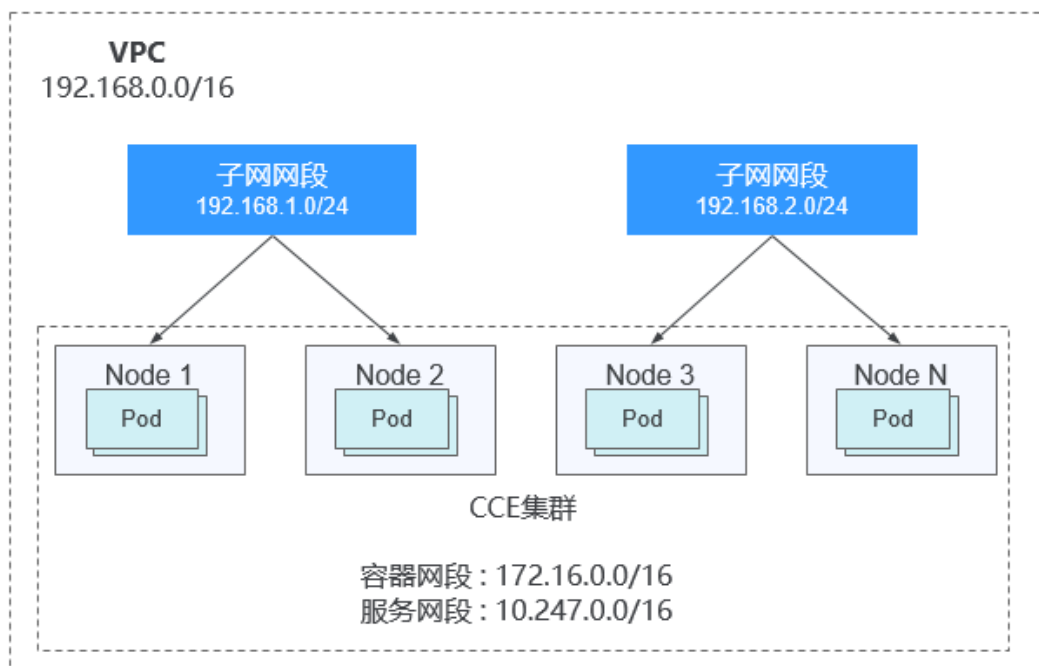 VPC
192.168.0.0/16
子网网段
192.168.1.0/24
子网网段
192.168.2.0/24
Node 1
Pod
Node 2
Pod
Node 3
Pod
Node N
Pod
CCE集群
容器网段 : 172.16.0.0/16
服务网段 : 10.247.0.0/16